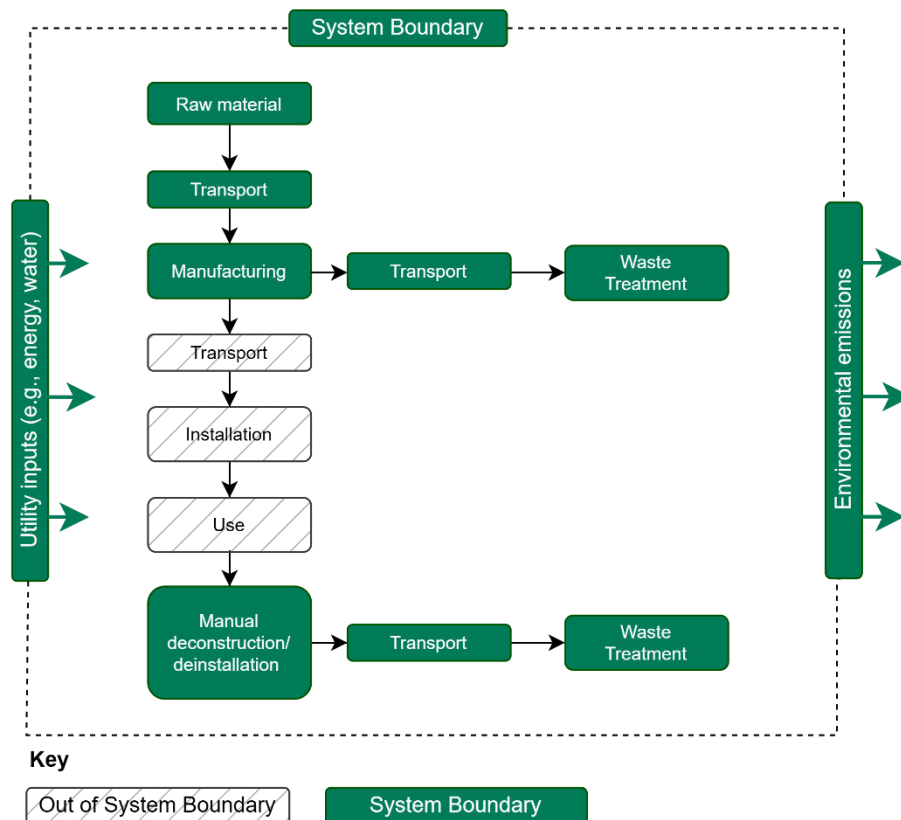 System Boundary
Raw material
Transport
Utility inputs (e.g., energy, water)
Manufacturing
Transport
Waste
Treatment
Environmental emissions
Transport
Installation
Use
Manual
deconstruction/
deinstallation
Transport
Waste
Treatment
Key
Out of System Boundary
System Boundary